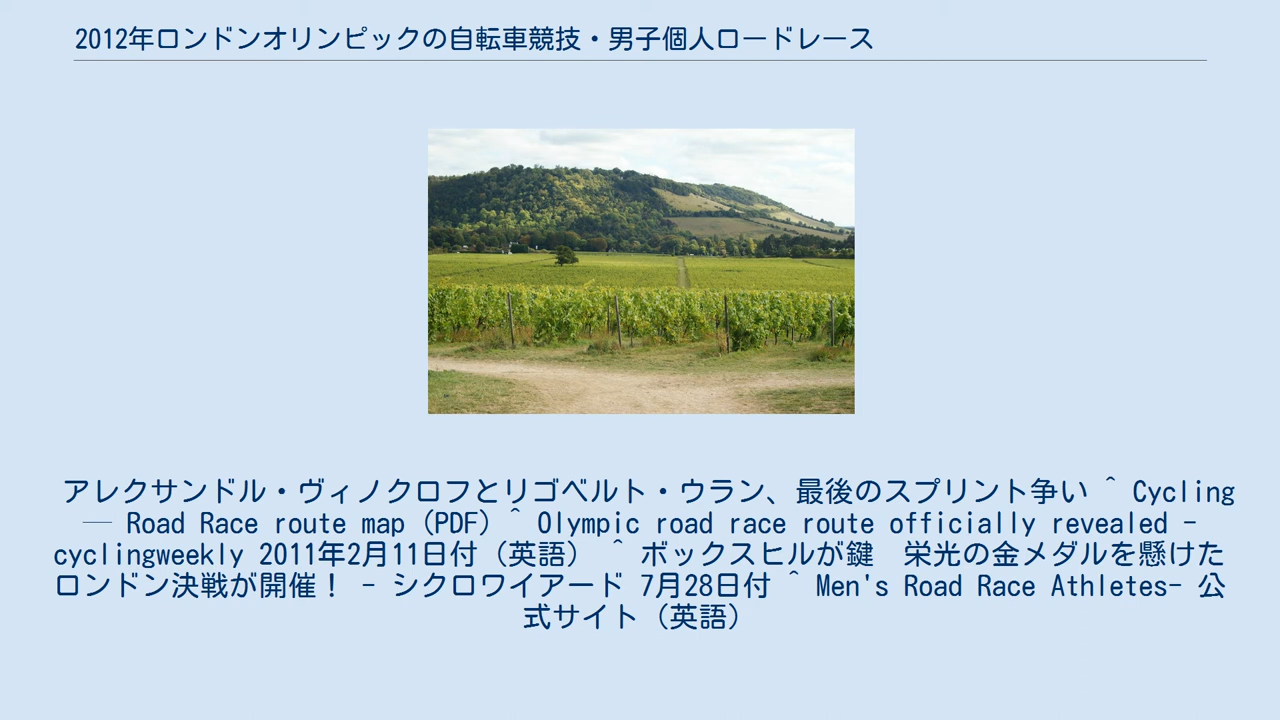 2012年ロンドンオリンピックの自転車競技・男子個人ロードレース
アレクサンドル・ヴィノクロフとリゴベルト・ウラン、最後のスプリント争い ^ Cycling
― Road Race route map（PDF）^ Olympic road race route officially revealed -
cyclingweekly 2011年2月11日付（英語） ^ ボックスヒルが鍵　栄光の金メダルを懸けた
ロンドン決戦が開催！ - シクロワイアード 7月28日付 ^ Men's Road Race Athletes- 公
式サイト（英語）